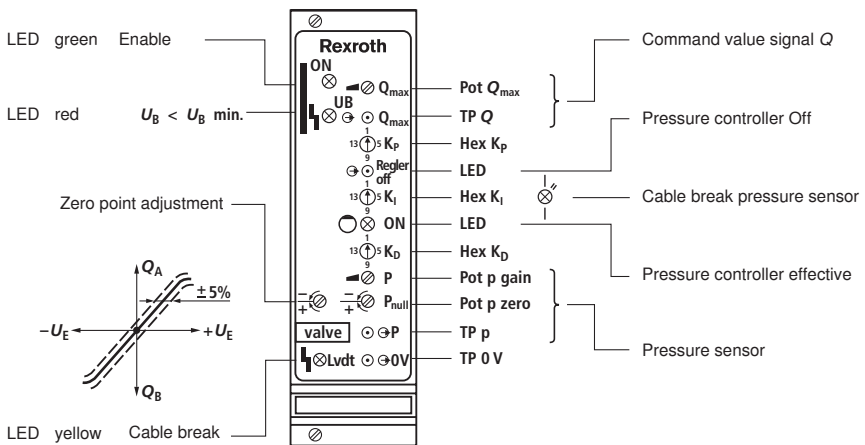 LED green Enable
LED red U_B < U_B min.
Zero point adjustment
Q_A
±5%
−U_E
+U_E
Q_B
LED yellow Cable break
Rexroth
ON
Q_max
UB
Q_max
1
13 5 K_P
9
Regler off
1
13 5 K_I
9
ON
1
13 5 K_D
9
P
− +
− +
P_null
valve
P
Lvdt
0V
Pot Q_max
TP Q
Hex K_P
LED
Hex K_I
LED
Hex K_D
Pot p gain
Pot p zero
TP p
TP 0 V
Command value signal Q
Pressure controller Off
Cable break pressure sensor
Pressure controller effective
Pressure sensor